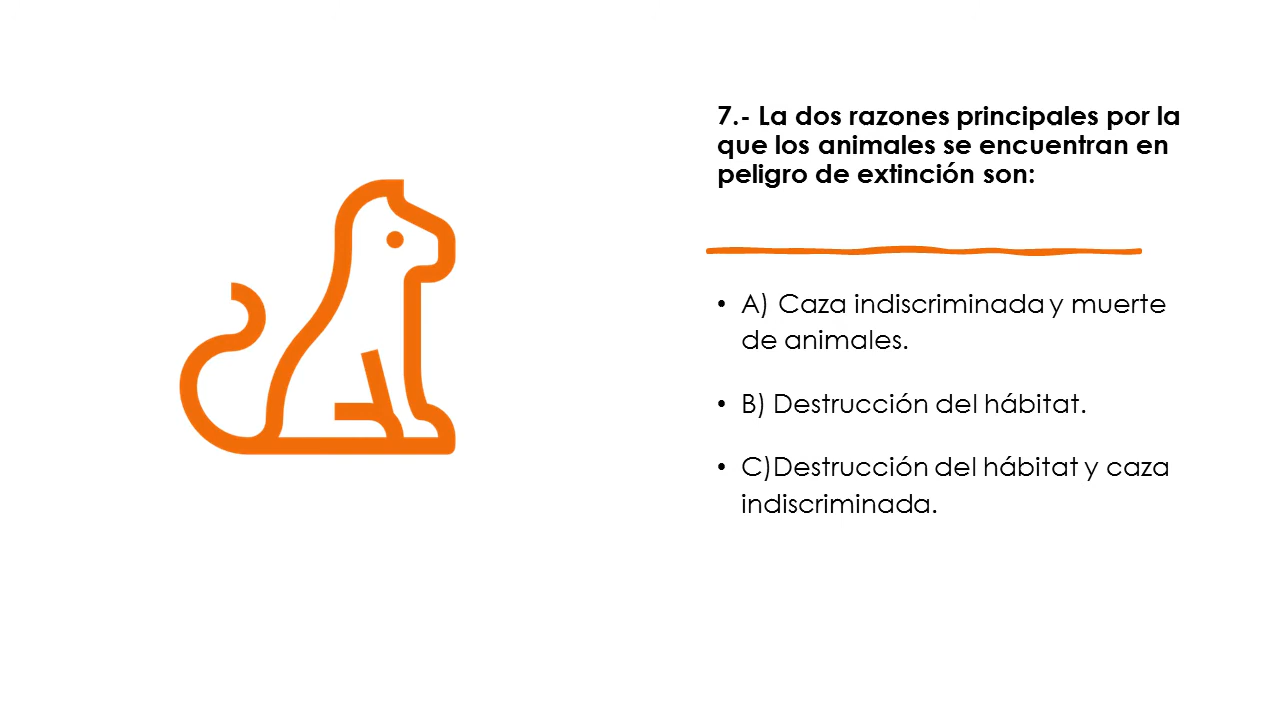 7.- La dos razones principales por la
que los animales se encuentran en
peligro de extinción son:
• A) Caza indiscriminada y muerte
de animales.
• B) Destrucción del hábitat.
• C)Destrucción del hábitat y caza
indiscriminada.